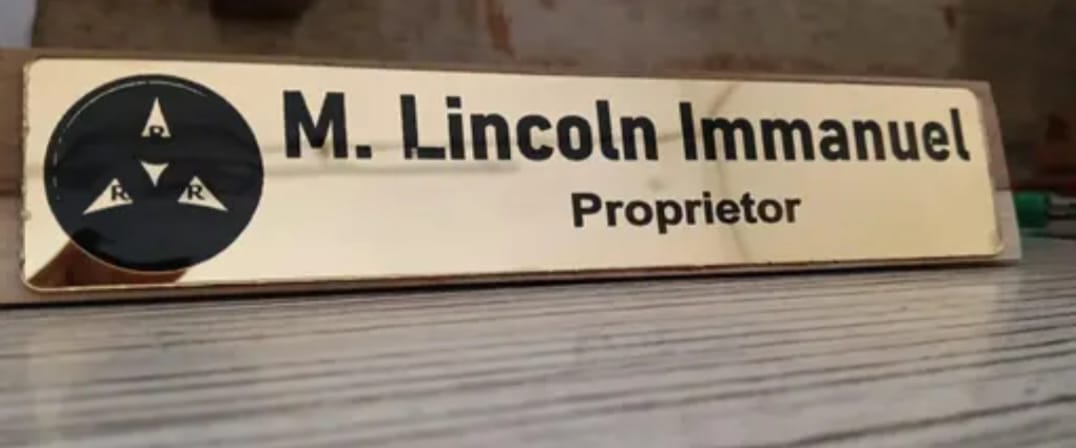 R
M. Lincoln Immanuel
R R
Proprietor